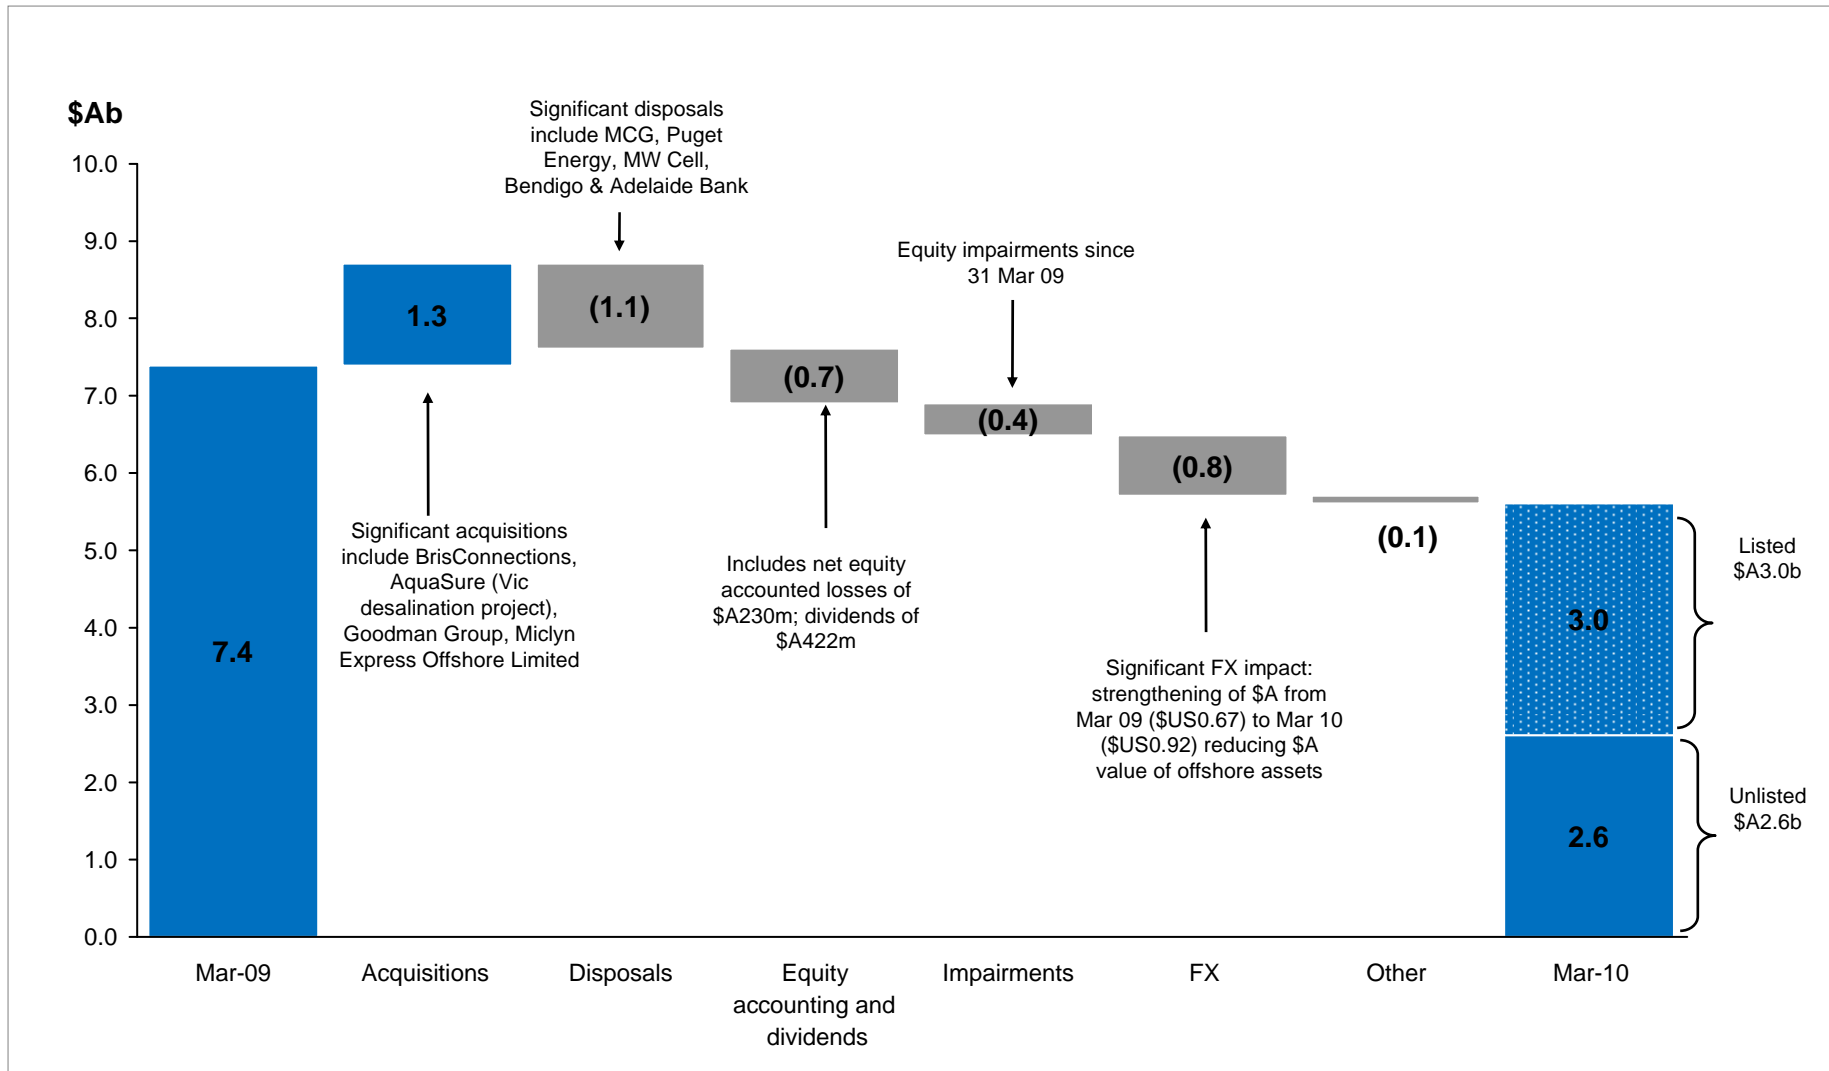 $Ab
10.0
9.0
8.0
7.0
6.0
5.0
4.0
3.0
2.0
1.0
0.0
Significant disposals
include MCG, Puget
Energy, MW Cell,
Bendigo & Adelaide Bank
Equity impairments since
31 Mar 09
7.4
1.3
(1.1)
(0.7)
(0.4)
(0.8)
(0.1)
3.0
2.6
Significant acquisitions
include BrisConnections,
AquaSure (Vic
desalination project),
Goodman Group, Miclyn
Express Offshore Limited
Includes net equity
accounted losses of
$A230m; dividends of
$A422m
Significant FX impact:
strengthening of $A from
Mar 09 ($US0.67) to Mar 10
($US0.92) reducing $A
value of offshore assets
Listed
$A3.0b
Unlisted
$A2.6b
Mar-09
Acquisitions
Disposals
Equity
accounting and
dividends
Impairments
FX
Other
Mar-10